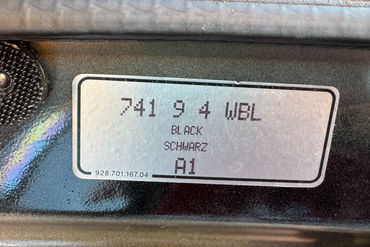 741 9 4 WBL
BLACK
SCHWARZ
A1
928.701.167.04